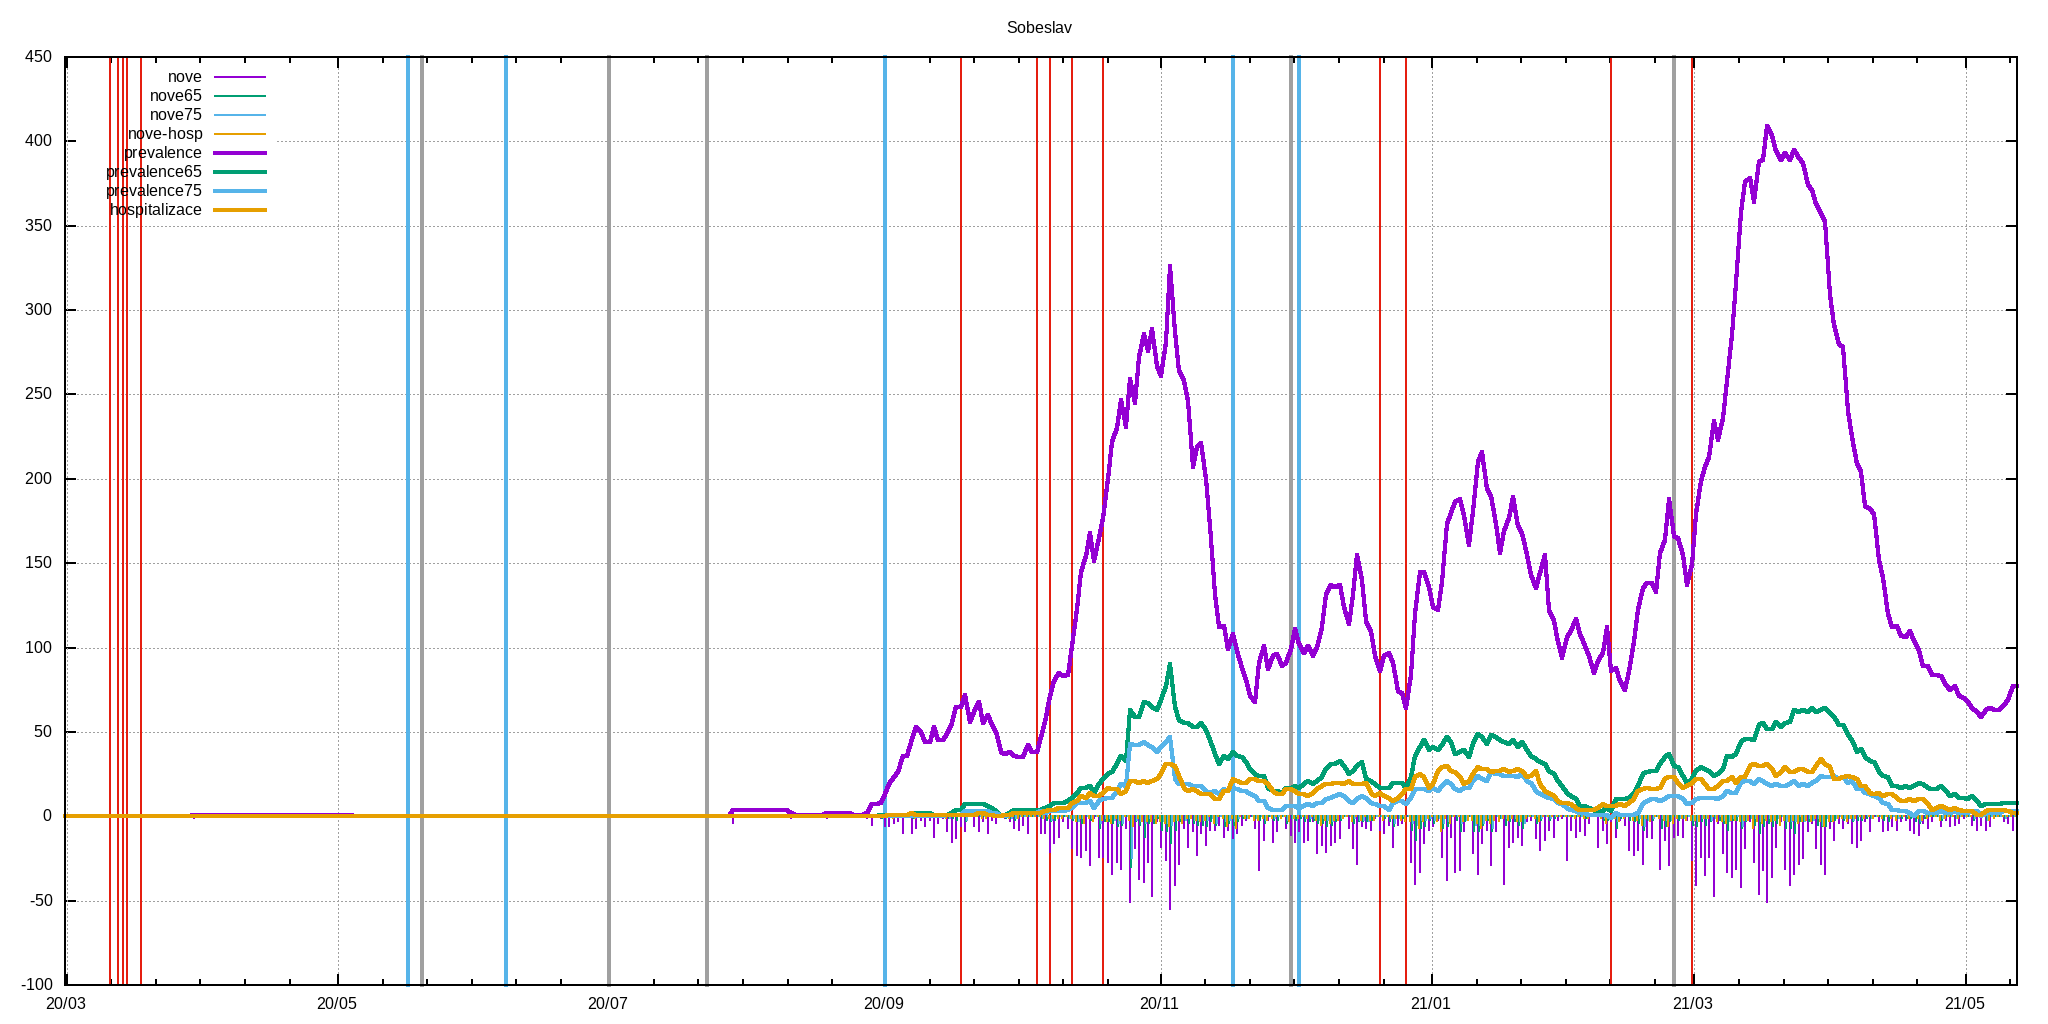 Sobeslav
450
400
350
300
250
200
150
100
50
0
-50
-100
nove
nove65
nove75
nove-hosp
prevalence
prevalence65
prevalence75
hospitalizace
20/03 20/05 20/07 20/09 20/11 21/01 21/03 21/05